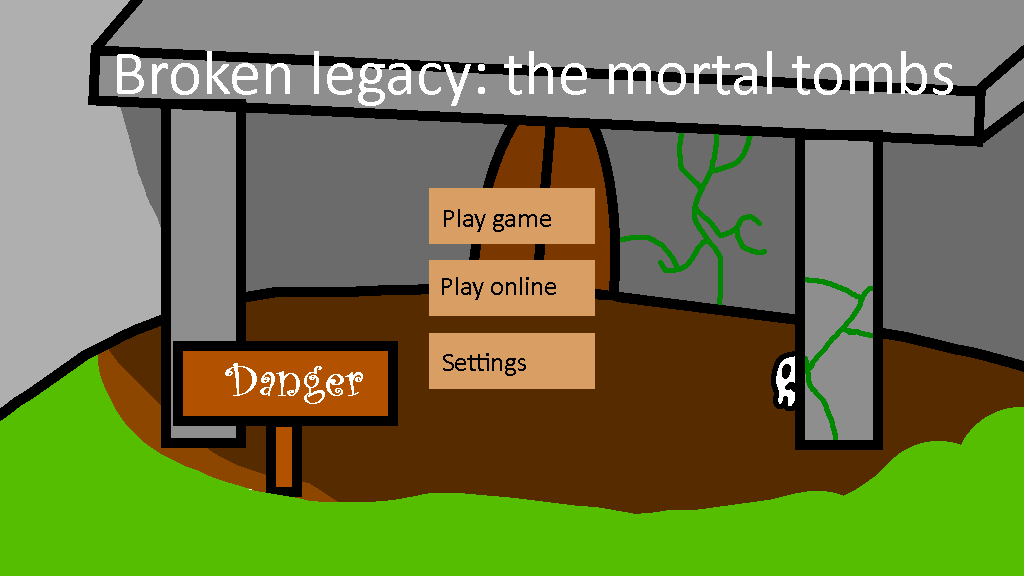 Broken legacy: the mortal tombs
Play game
Play online
Settings
Danger